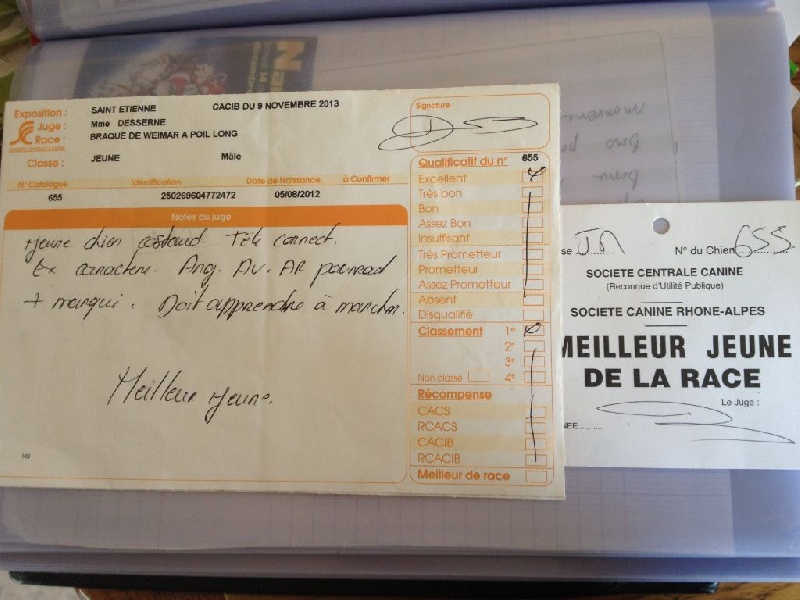 Exposition : SAINT ETIENNE CACIB DU 9 NOVEMBRE 2013
Juge : Mme DESSERNE
Race : BRAQUE DE WEIMAR A POIL LONG
Classe : JEUNE Mâle
N° Catalogue Identification Date de Naissance à Confirmer
655 250269604772472 05/08/2012
Notes du juge
Jeune chien costaud Tête correct.
Ex caractère. Ang. Av. AR pourrait
+ marqué. Doit apprendre à marcher.
Meilleur Jeune.
Signature :
Qualificatif du n° 655
Excellent
Très bon
Bon
Assez Bon
Insuffisant
Très Prometteur
Prometteur
Assez Prometteur
Absent
Disqualifié
Classement 1e
2e
3e
Non classé 4e
Récompense
CACS
RCACS
CACIB
RCACIB
Meilleur de race
N° du Chien 655
SOCIETE CENTRALE CANINE
(Reconnue d'Utilité Publique)
SOCIETE CANINE RHONE-ALPES
MEILLEUR JEUNE
DE LA RACE
Le Juge :